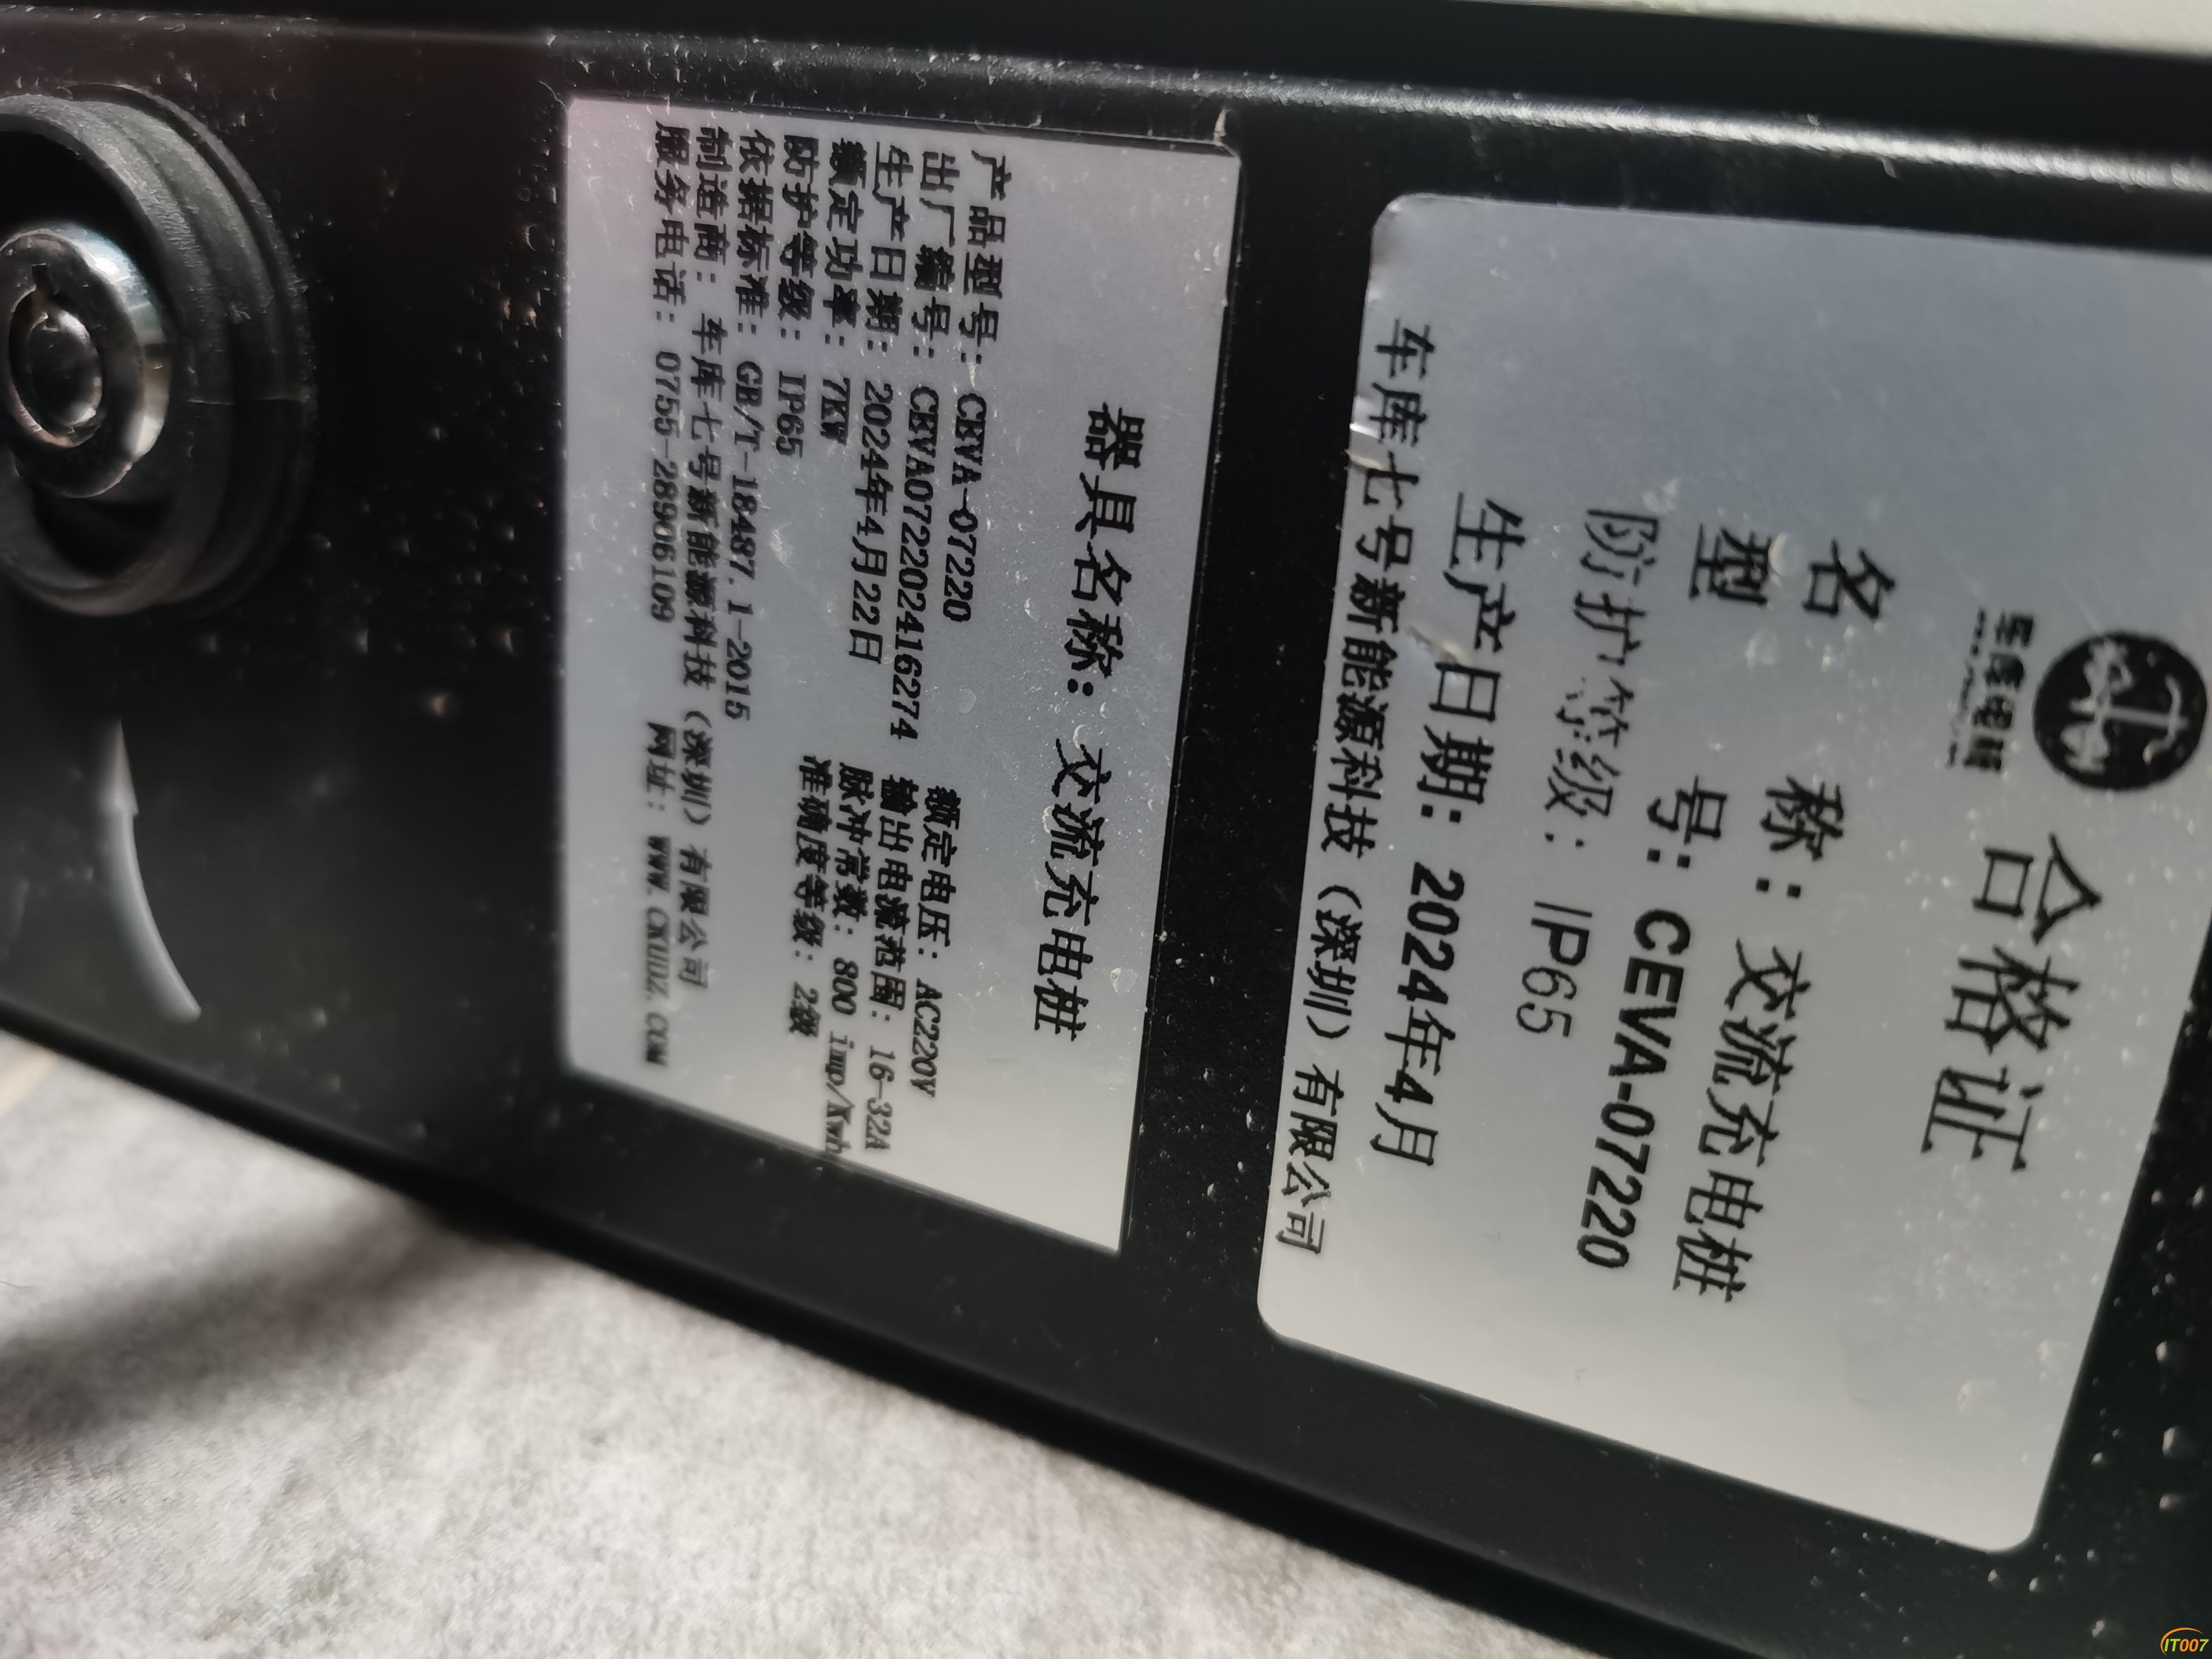 合格证
名 称：交流充电桩
型 号：CEVA-07220
防护等级：IP65
生产日期：2024年4月
车库七号新能源科技（深圳）有限公司
器具名称：交流充电桩
产品型号：CEVA-07220
额定电压：AC220V
出厂编号：CEVA0722022416274
输出电流范围：16-32A
生产日期：2024年4月22日
脉冲常数：800 imp/Kwh
额定功率：7KW
准确度等级：2级
防护等级：IP65
依据标准：GB/T-18487.1-2015
制造商：车库七号新能源科技（深圳）有限公司
服务电话：0755-28906109 网址：WWW.CKUDZ.COM
IT007